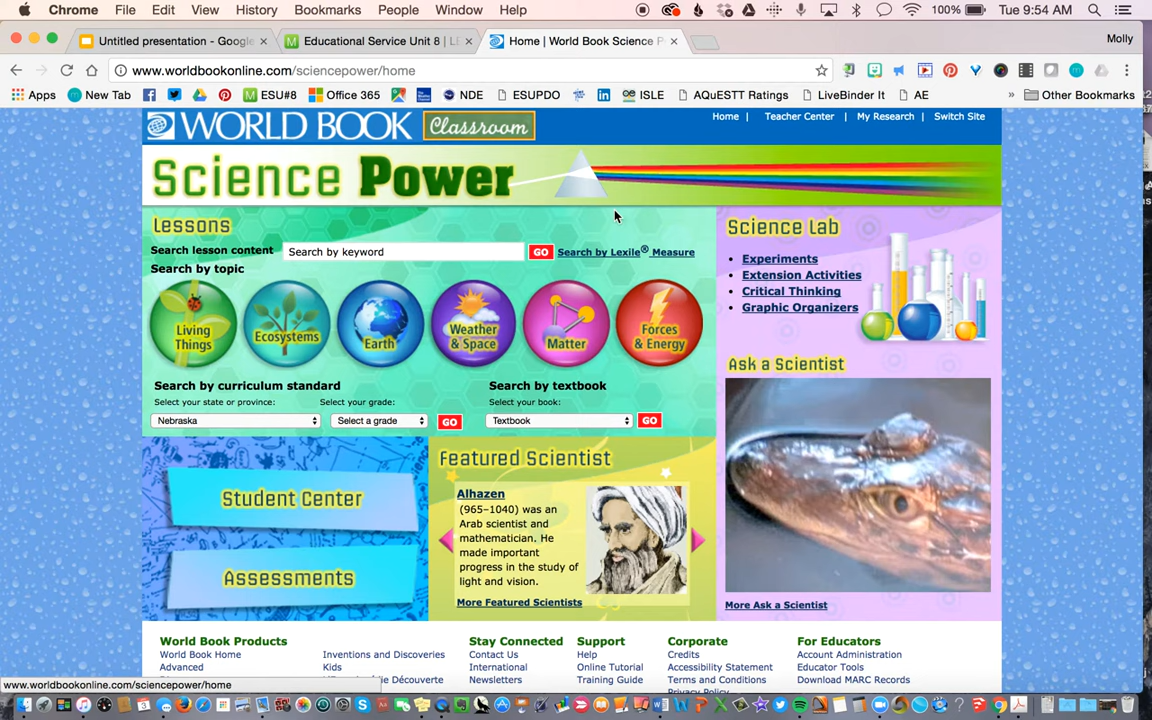 Chrome File Edit View History Bookmarks People Window Help 100% Tue 9:54 AM
Untitled presentation - Google Educational Service Unit 8 | LE Home | World Book Science P Molly
www.worldbookonline.com/sciencepower/home
Apps New Tab ESU#8 Office 365 NDE ESUPDO ISLE AQuESTT Ratings LiveBinder It AE » Other Bookmarks
WORLD BOOK Classroom Home | Teacher Center | My Research | Switch Site
Science Power
Lessons
Search lesson content Search by keyword GO Search by Lexile® Measure
Search by topic
Living Things
Ecosystems
Earth
Weather & Space
Matter
Forces & Energy
Search by curriculum standard
Select your state or province: Select your grade:
Nebraska Select a grade GO
Search by textbook
Select your book:
Textbook GO
Science Lab
Experiments
Extension Activities
Critical Thinking
Graphic Organizers
Ask a Scientist
More Ask a Scientist
Student Center
Assessments
Featured Scientist
Alhazen
(965–1040) was an
Arab scientist and
mathematician. He
made important
progress in the study of
light and vision.
More Featured Scientists
World Book Products Stay Connected Support Corporate For Educators
World Book Home Inventions and Discoveries Contact Us Help Credits Account Administration
Advanced Kids International Online Tutorial Accessibility Statement Educator Tools
Newsletters Training Guide Terms and Conditions Download MARC Records
Privacy Policy
www.worldbookonline.com/sciencepower/home